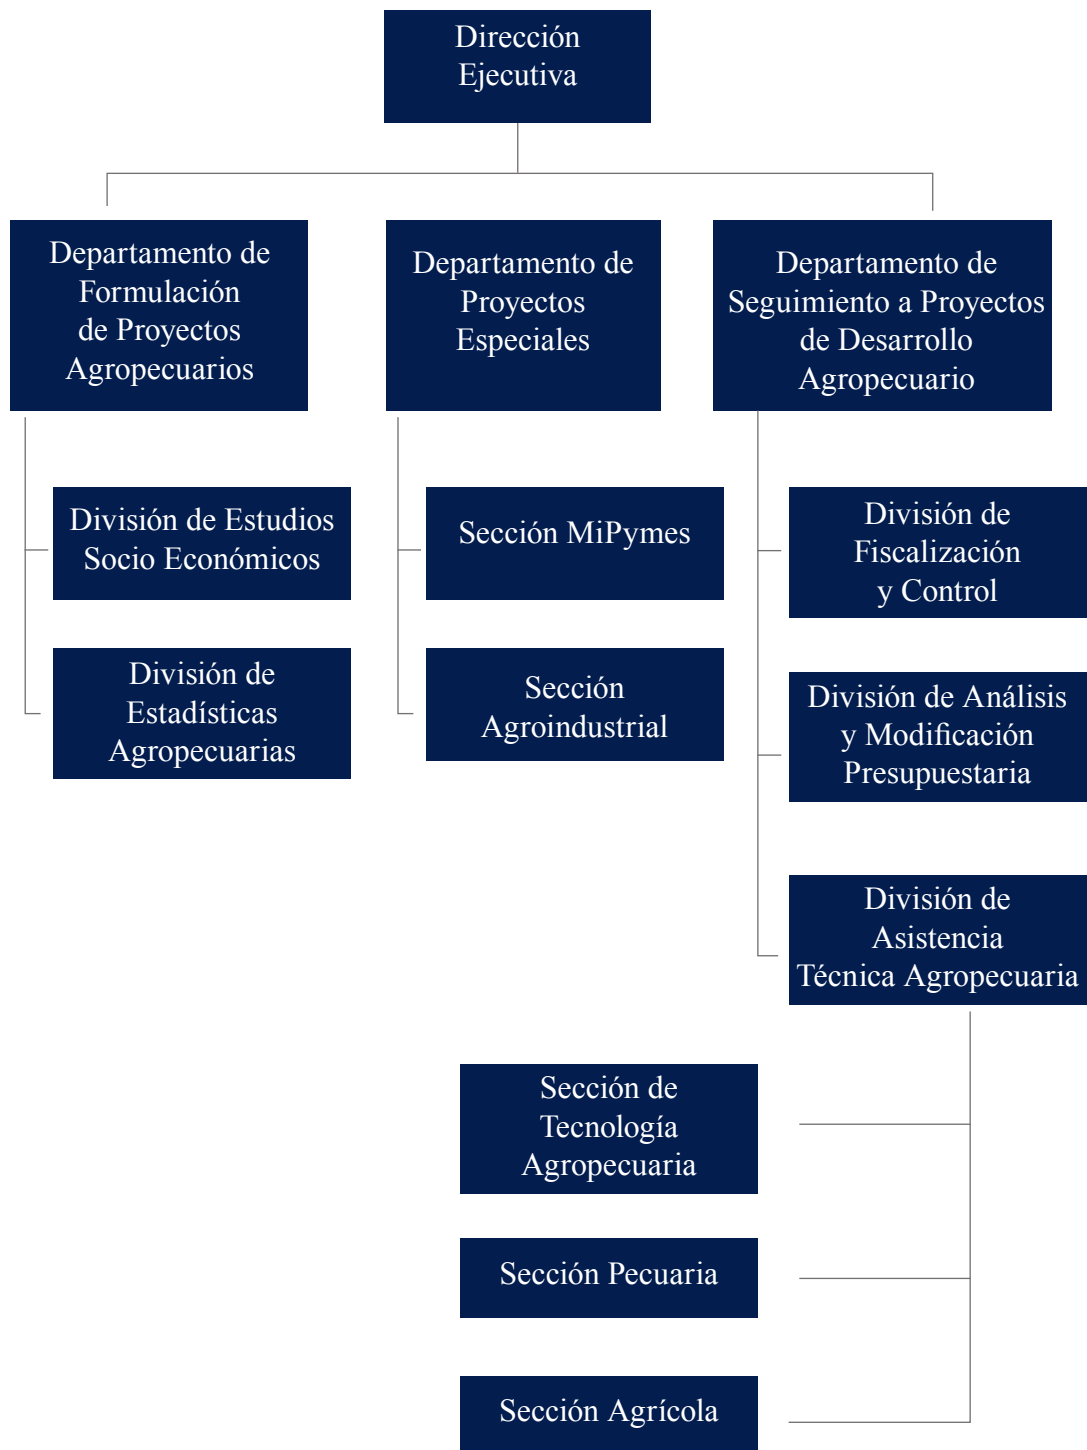 Dirección
Ejecutiva
Departamento de
Formulación
de Proyectos
Agropecuarios
Departamento de
Proyectos
Especiales
Departamento de
Seguimiento a Proyectos
de Desarrollo
Agropecuario
División de Estudios
Socio Económicos
División de
Estadísticas
Agropecuarias
Sección MiPymes
Sección
Agroindustrial
División de
Fiscalización
y Control
División de Análisis
y Modificación
Presupuestaria
División de
Asistencia
Técnica Agropecuaria
Sección de
Tecnología
Agropecuaria
Sección Pecuaria
Sección Agrícola